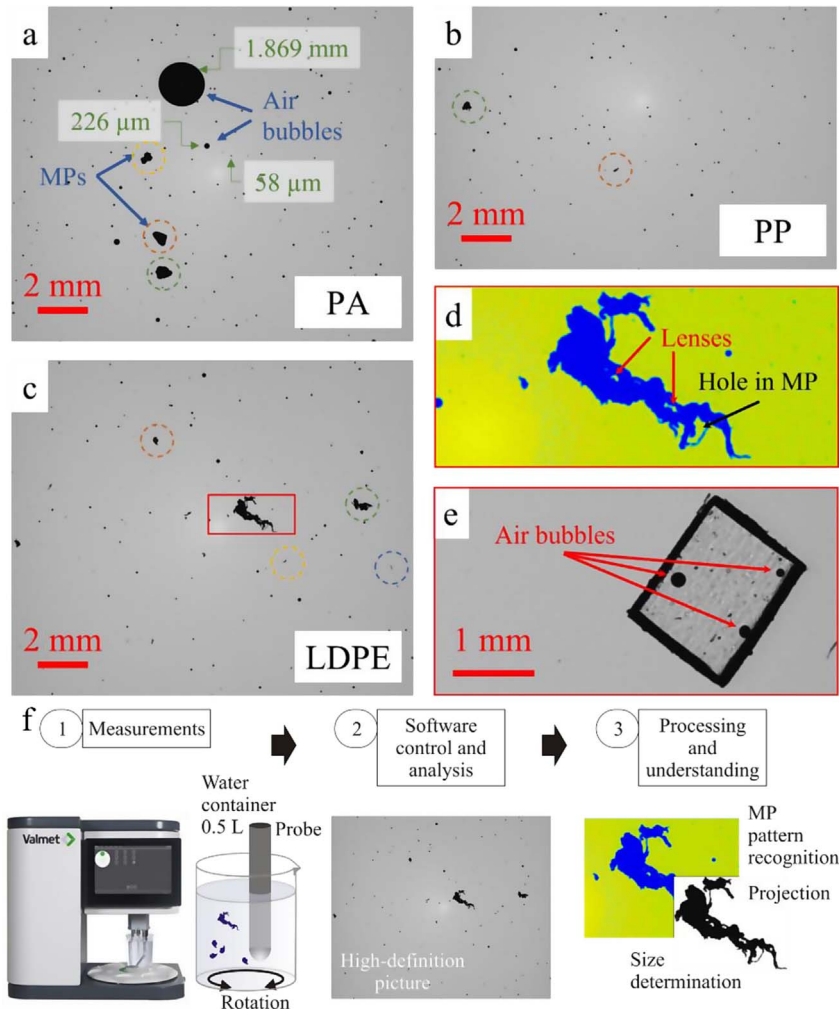 a
1.869 mm
Air
bubbles
226 μm
MPs
58 μm
2 mm
PA
b
2 mm
PP
c
2 mm
LDPE
d
Lenses
Hole in MP
e
Air bubbles
1 mm
f
1 Measurements
2 Software
control and
analysis
3 Processing
and
understanding
Valmet
Water
container
0.5 L
Probe
Rotation
High-definition
picture
MP
pattern
recognition
Projection
Size
determination